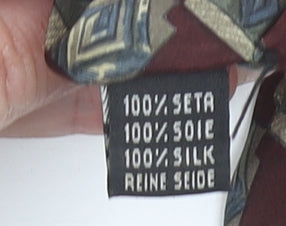 100% SETA
100% SOIE
100% SILK
REINE SEIDE